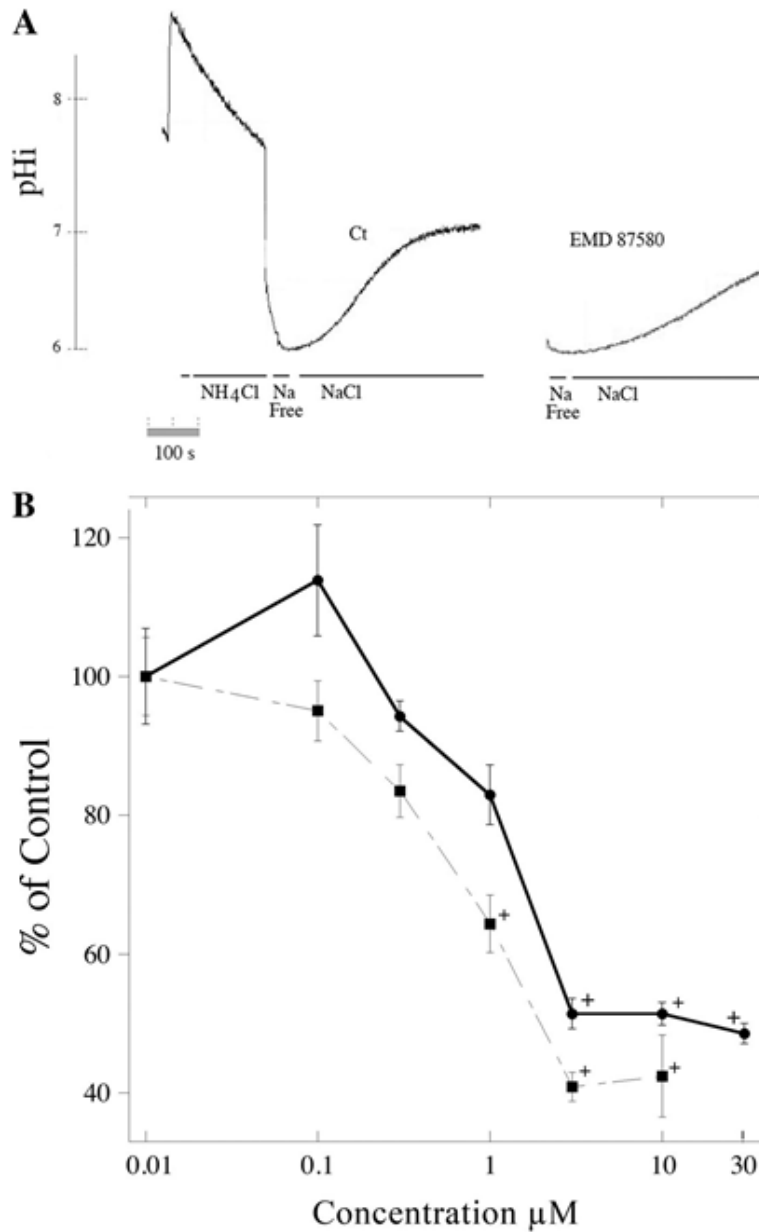 A
8
7
6
pHi
Ct
EMD 87580
NH4Cl
Na
Free
NaCl
Na
Free
NaCl
100 s
B
120
100
80
60
40
% of Control
+
+
+
+
+
+
0.01
0.1
1
10
30
Concentration µM